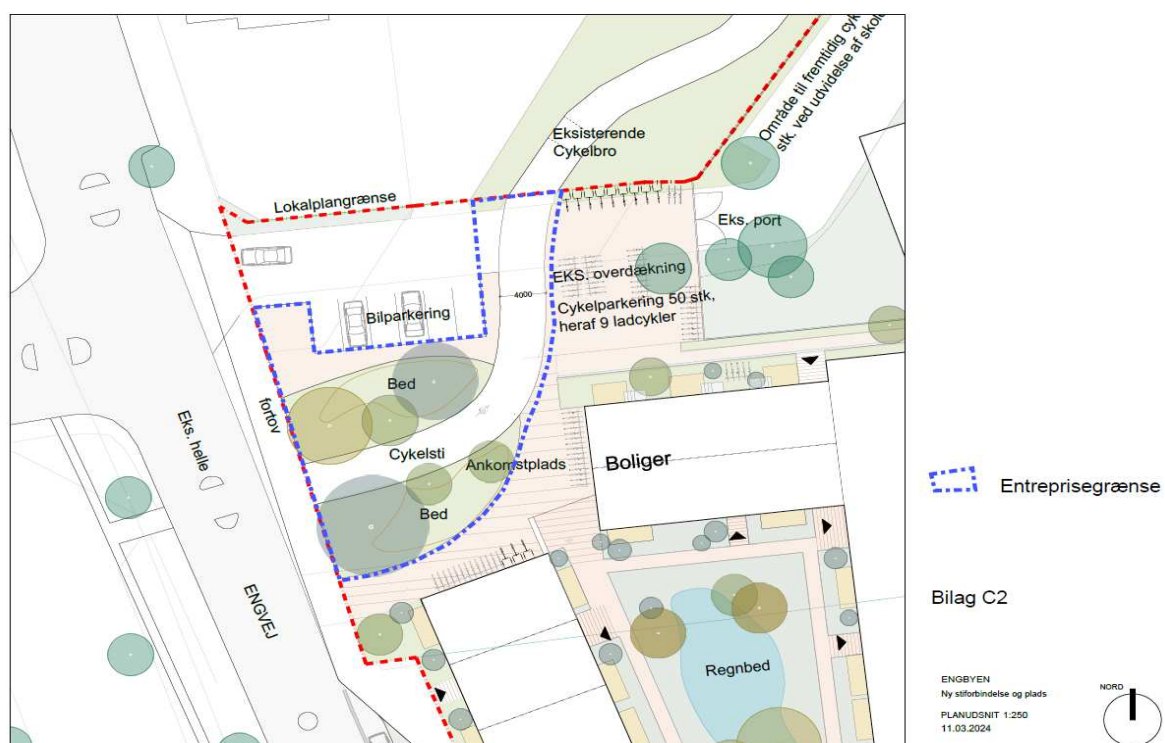 Område til fremtidig cyk
stk. ved udvidelse af skole
Eksisterende
Cykelbro
Lokalplangrænse
Eks. port
EKS. overdækning
4000
Cykelparkering 50 stk,
heraf 9 ladcykler
Bilparkering
Bed
fortov
Eks. helle
Cykelsti
Ankomstplads
Boliger
Bed
ENGVEJ
Regnbed
Entreprisegrænse
Bilag C2
ENGBYEN
Ny stiforbindelse og plads
PLANUDSNIT 1:250
11.03.2024
NORD